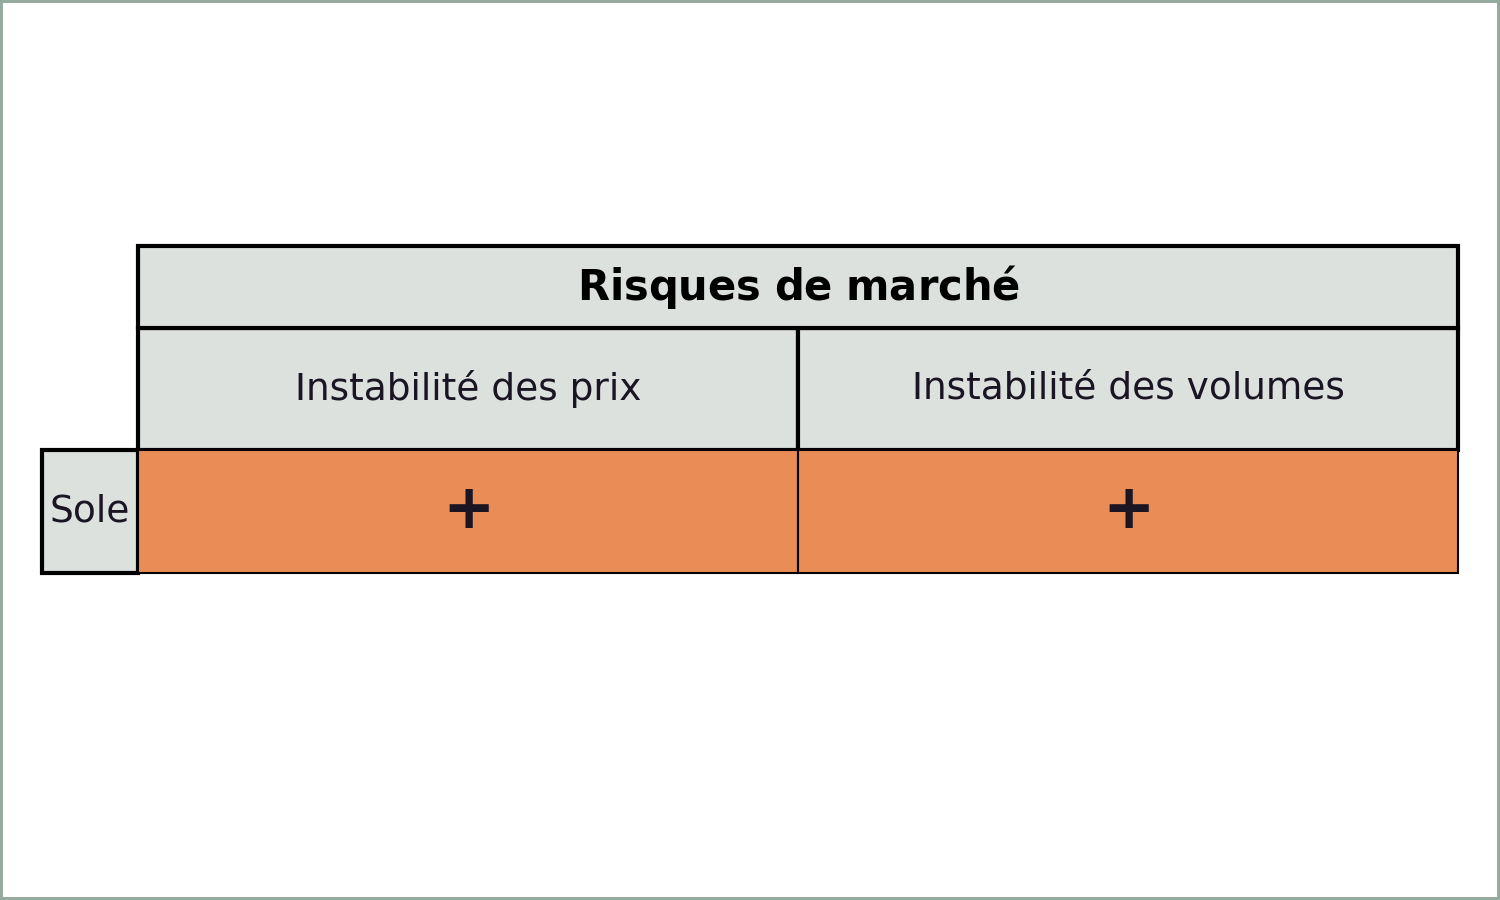 Risques de marché
Instabilité des prix
Instabilité des volumes
Sole
+
+